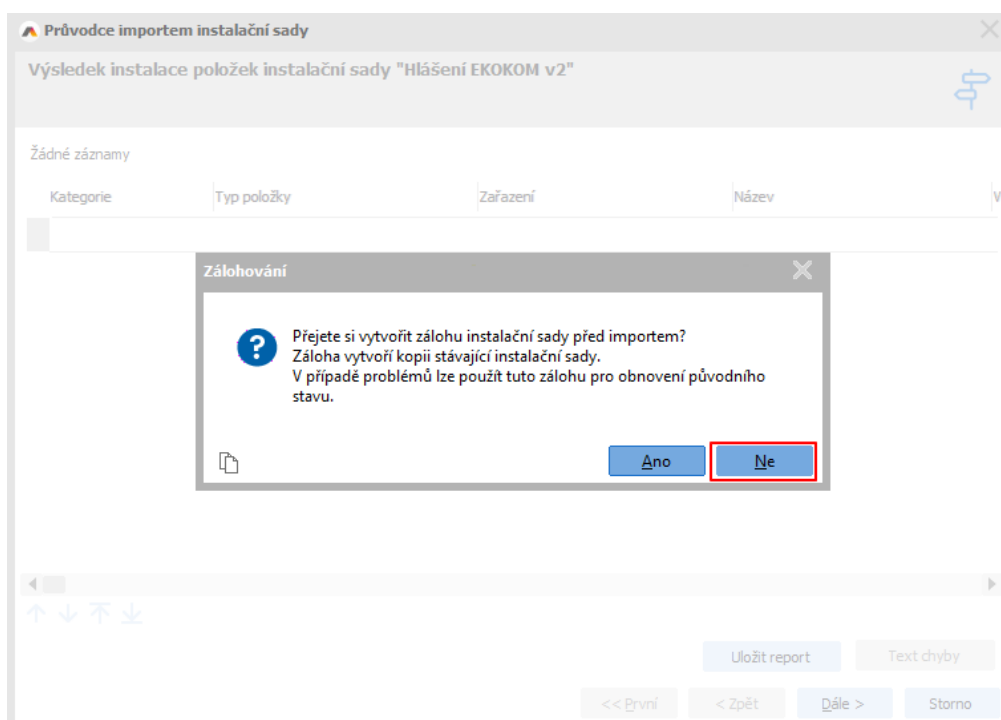 Průvodce importem instalační sady
Výsledek instalace položek instalační sady "Hlášení EKOKOM v2"
Žádné záznamy
Kategorie Typ položky Zařazení Název V
Zálohování
Přejete si vytvořit zálohu instalační sady před importem?
Záloha vytvoří kopii stávající instalační sady.
V případě problémů lze použít tuto zálohu pro obnovení původního
stavu.
Ano Ne
Uložit report Text chyby
<< První < Zpět Dále > Storno